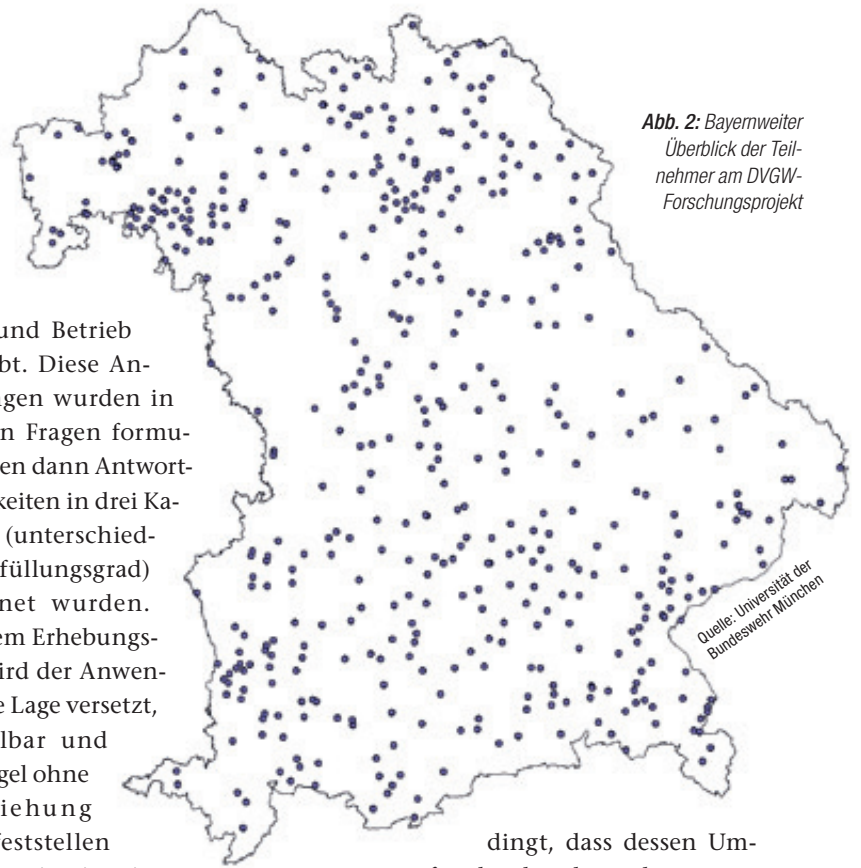 Abb. 2: Bayernweiter
Überblick der Teil-
nehmer am DVGW-
Forschungsprojekt
und Betrieb
bt. Diese An-
ngen wurden in
n Fragen formu-
en dann Antwort-
keiten in drei Ka-
(unterschied-
füllungsgrad)
net wurden.
em Erhebungs-
ird der Anwen-
e Lage versetzt,
lbar und
gel ohne
iehung
feststellen
Quelle: Universität der
Bundeswehr München
dingt, dass dessen Um-